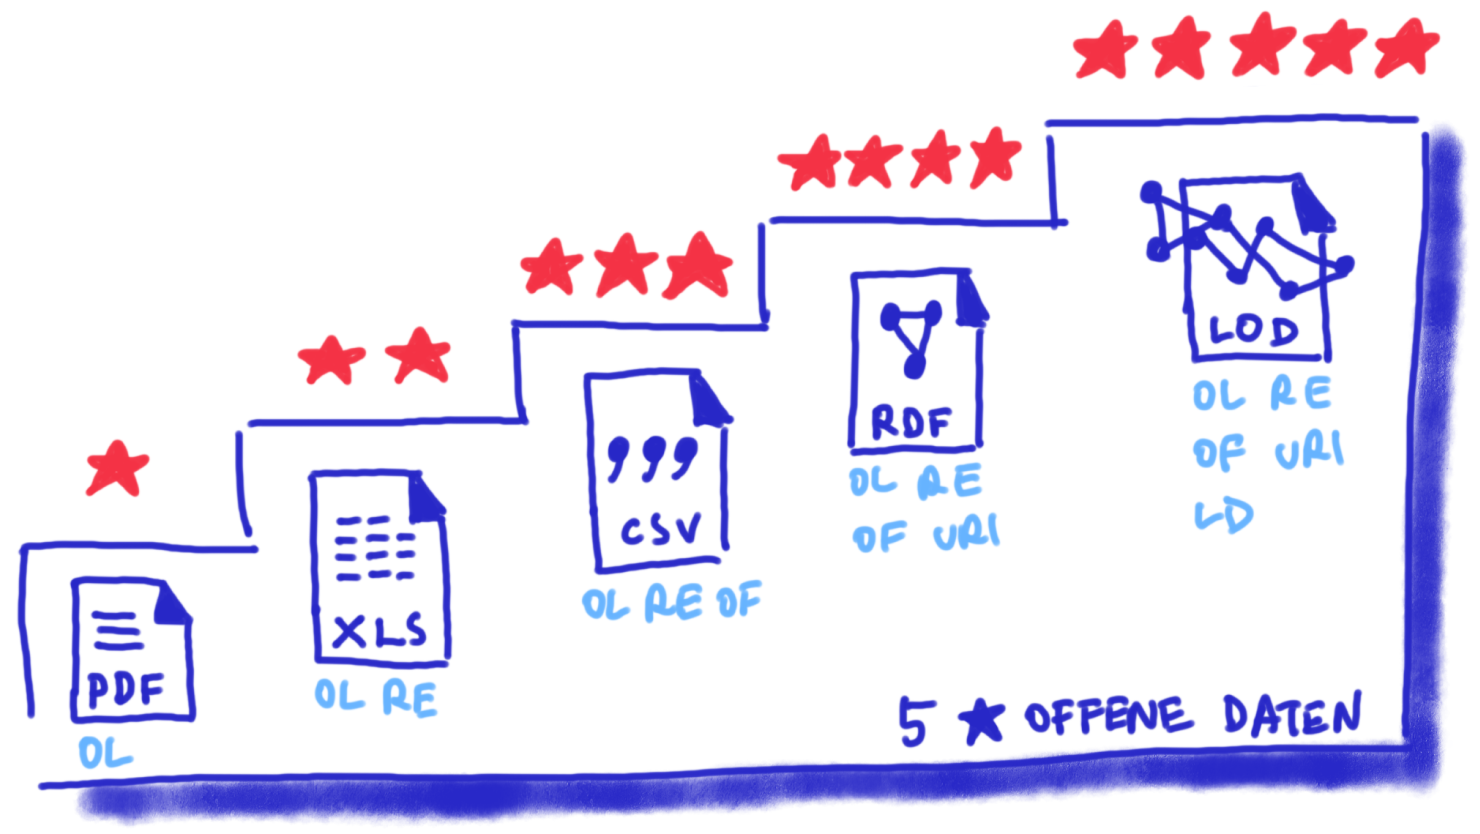 PDF
OL
XLS
OL RE
,,,
CSV
OL RE OF
RDF
OL RE
OF URI
LOD
OL RE
OF URI
LD
5 ★ OFFENE DATEN